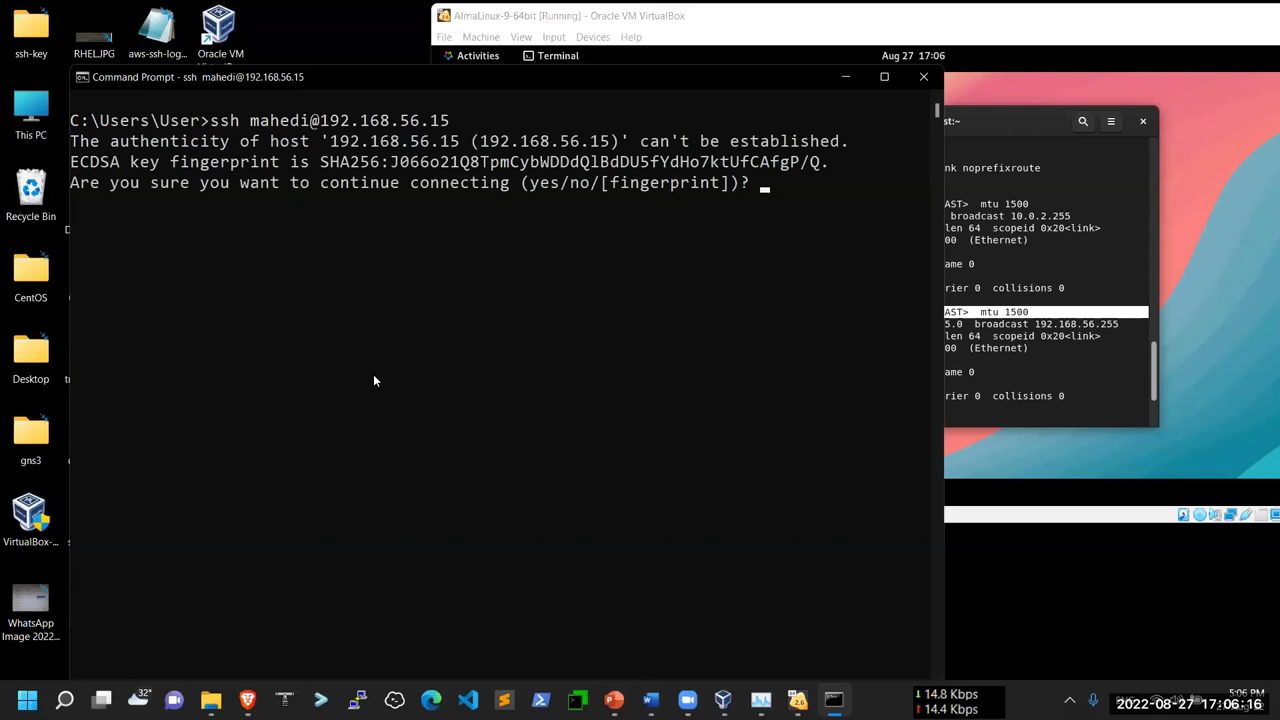 AlmaLinux-9-64bit [Running] - Oracle VM VirtualBox
File Machine View Input Devices Help
Activities Terminal Aug 27 17:06
ssh-key
RHEL.JPG
aws-ssh-log...
Oracle VM
Command Prompt - ssh mahedi@192.168.56.15
C:\Users\User>ssh mahedi@192.168.56.15
The authenticity of host '192.168.56.15 (192.168.56.15)' can't be established.
ECDSA key fingerprint is SHA256:J066o21Q8TpmCybWDDdQlBdDU5fYdHo7ktUfCAfgP/Q.
Are you sure you want to continue connecting (yes/no/[fingerprint])?
st:~
nk noprefixroute
AST> mtu 1500
broadcast 10.0.2.255
len 64 scopeid 0x20<link>
00 (Ethernet)
ame 0
rier 0 collisions 0
AST> mtu 1500
5.0 broadcast 192.168.56.255
len 64 scopeid 0x20<link>
00 (Ethernet)
ame 0
rier 0 collisions 0
This PC
Recycle Bin
CentOS
Desktop
gns3
VirtualBox-...
WhatsApp
Image 2022...
32°
2.6
14.8 Kbps
14.4 Kbps
5:06 PM
2022-08-27 17:06:16